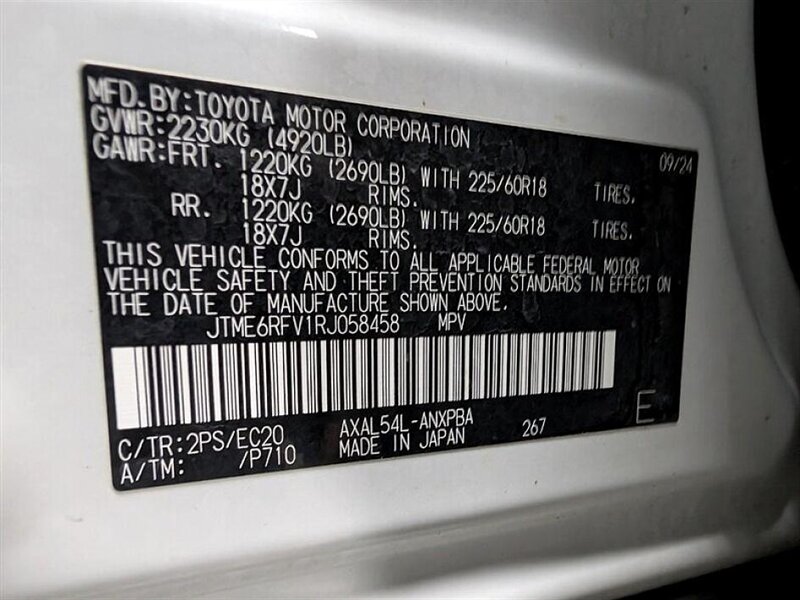 MFD. BY: TOYOTA MOTOR CORPORATION 09/24
GVWR: 2230KG (4920LB)
GAWR: FRT. 1220KG (2690LB) WITH 225/60R18 TIRES,
18X7J RIMS.
RR. 1220KG (2690LB) WITH 225/60R18 TIRES,
18X7J RIMS.
THIS VEHICLE CONFORMS TO ALL APPLICABLE FEDERAL MOTOR
VEHICLE SAFETY AND THEFT PREVENTION STANDARDS IN EFFECT ON
THE DATE OF MANUFACTURE SHOWN ABOVE.
JTME6RFV1RJ058458 MPV
C/TR: 2PS/EC20 AXAL54L-ANXPBA 267 E
A/TM: /P710 MADE IN JAPAN